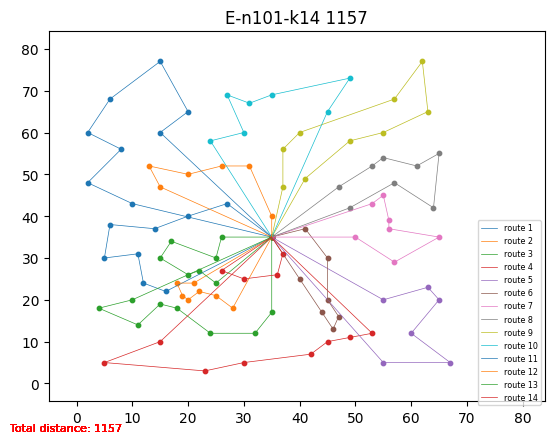 E-n101-k14 1157
80
70
60
50
40
30
20
10
0
0 10 20 30 40 50 60 70 80
route 1
route 2
route 3
route 4
route 5
route 6
route 7
route 8
route 9
route 10
route 11
route 12
route 13
route 14
Total distance: 1157